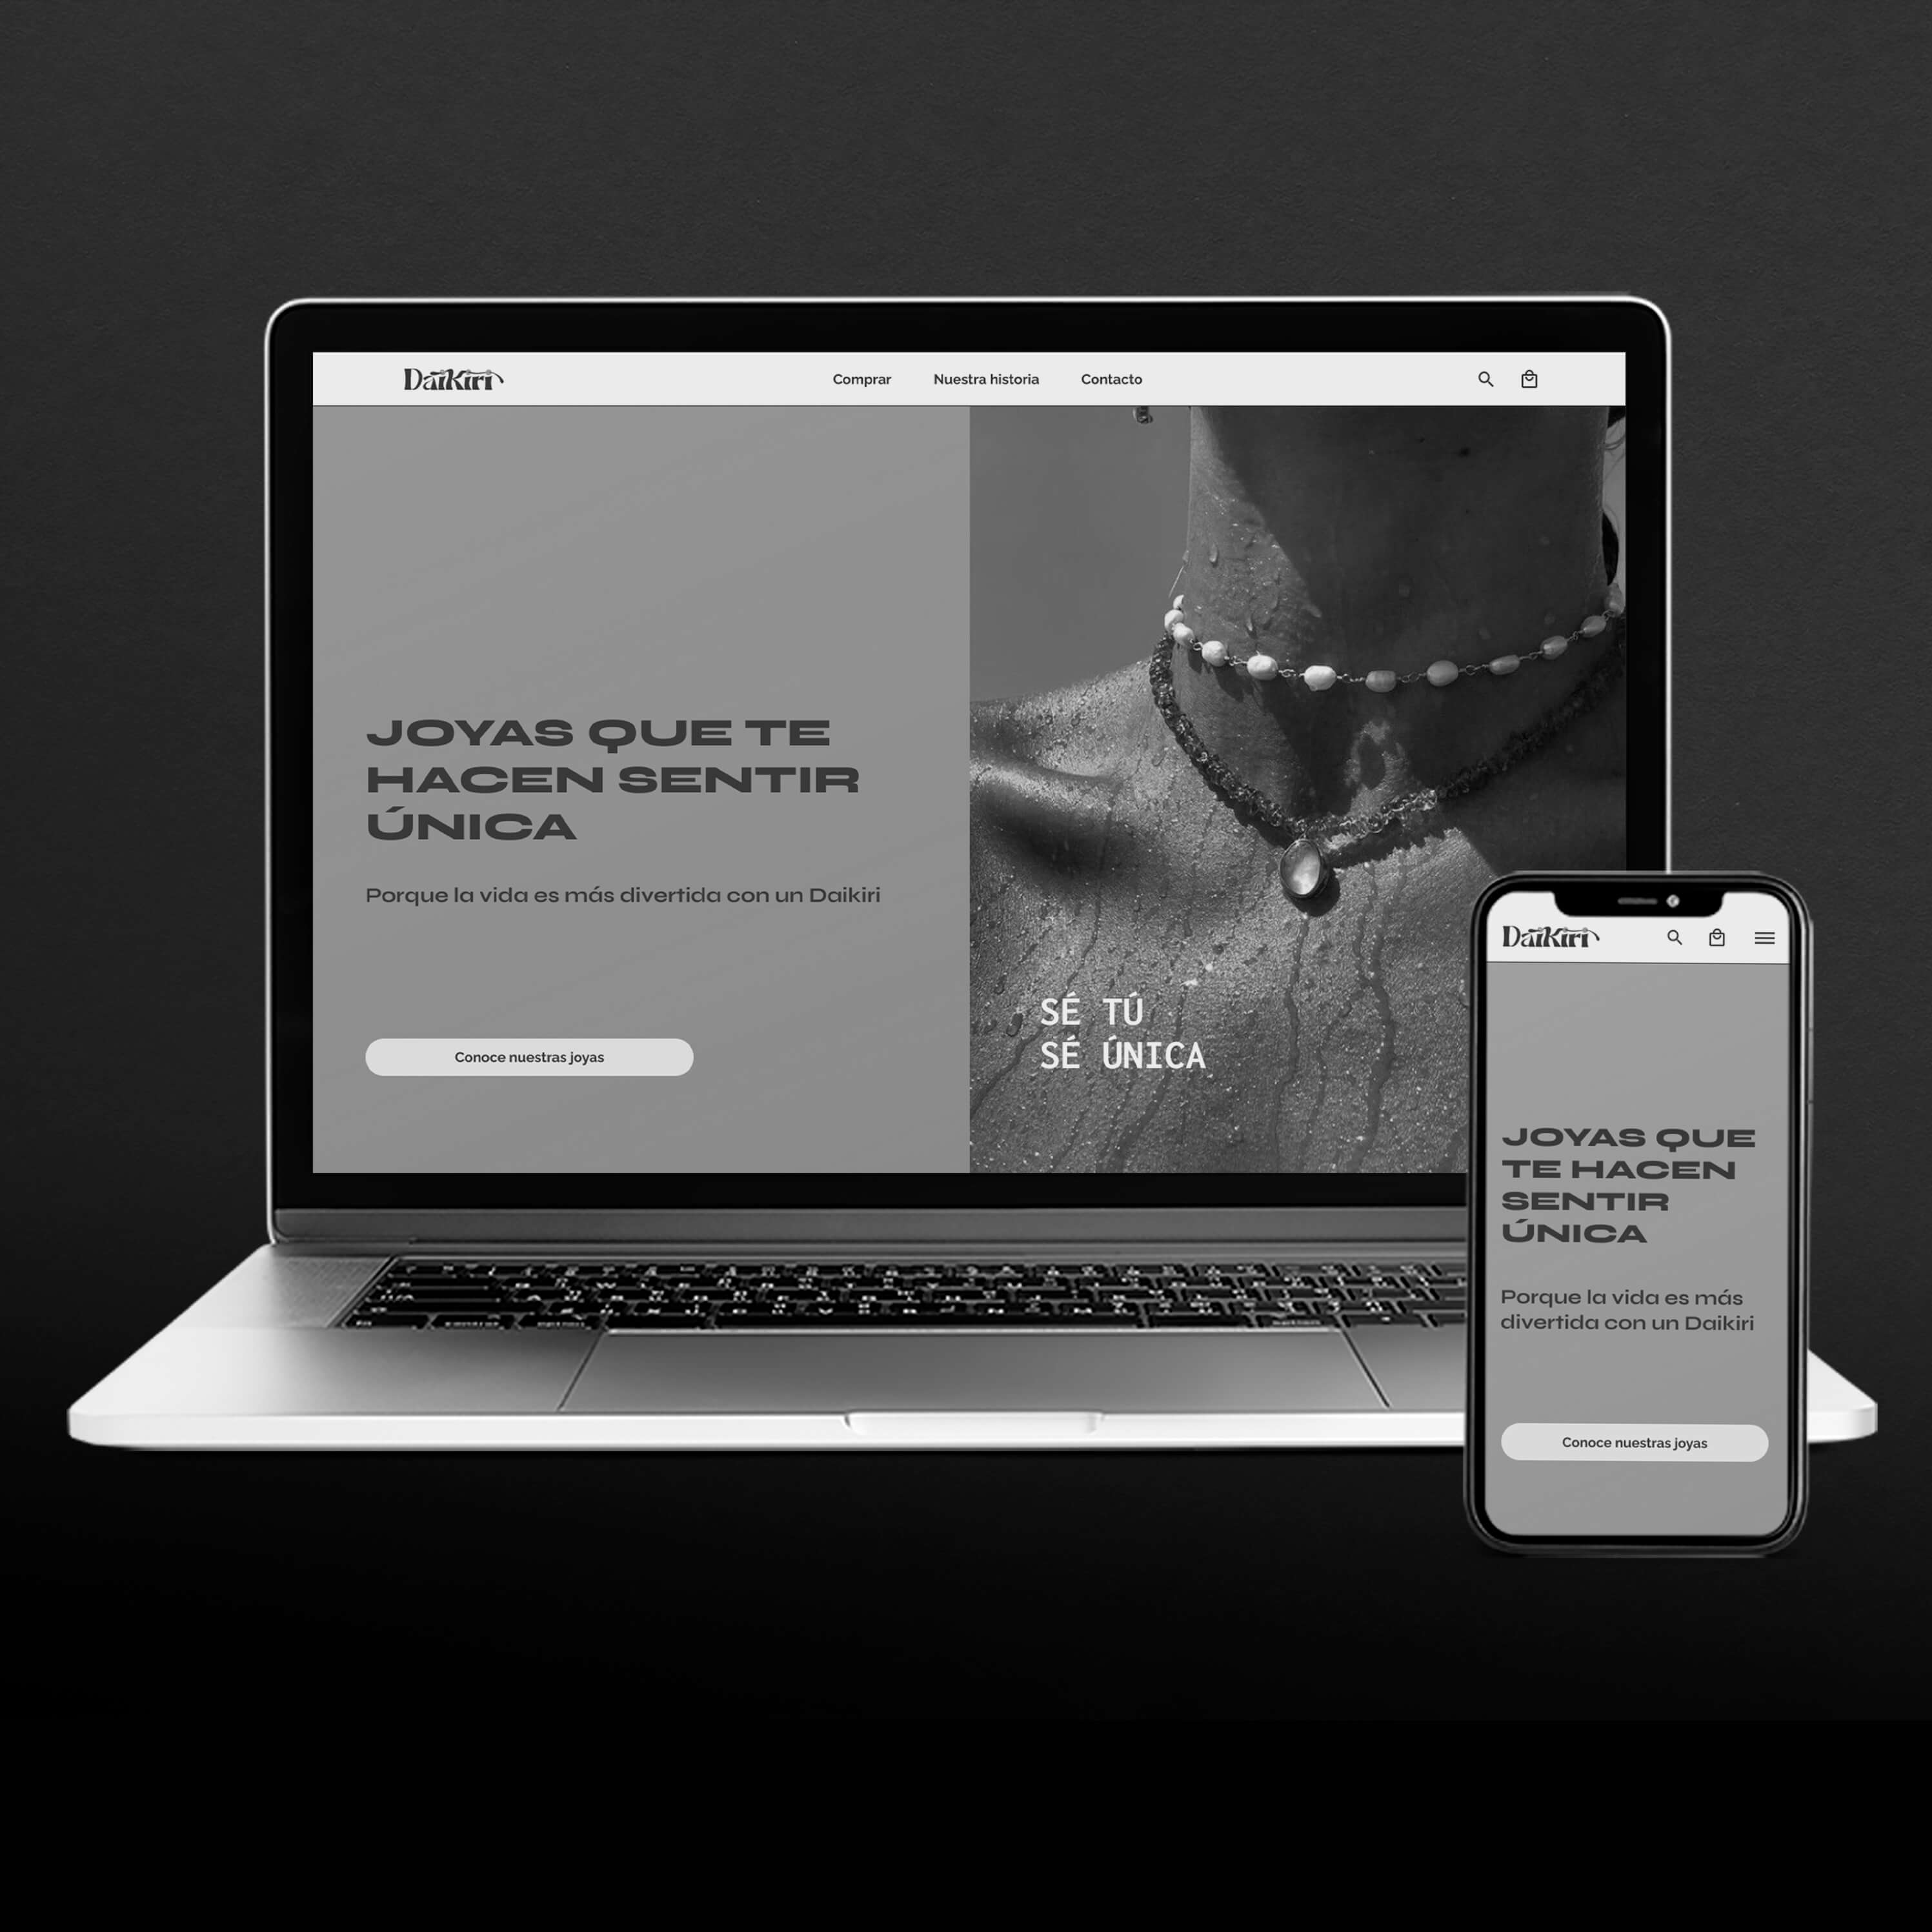 Daikiri
Comprar Nuestra historia Contacto
JOYAS QUE TE
HACEN SENTIR
ÚNICA
Porque la vida es más divertida con un Daikiri
Conoce nuestras joyas
SÉ TÚ
SÉ ÚNICA
Daikiri
JOYAS QUE
TE HACEN
SENTIR
ÚNICA
Porque la vida es más
divertida con un Daikiri
Conoce nuestras joyas